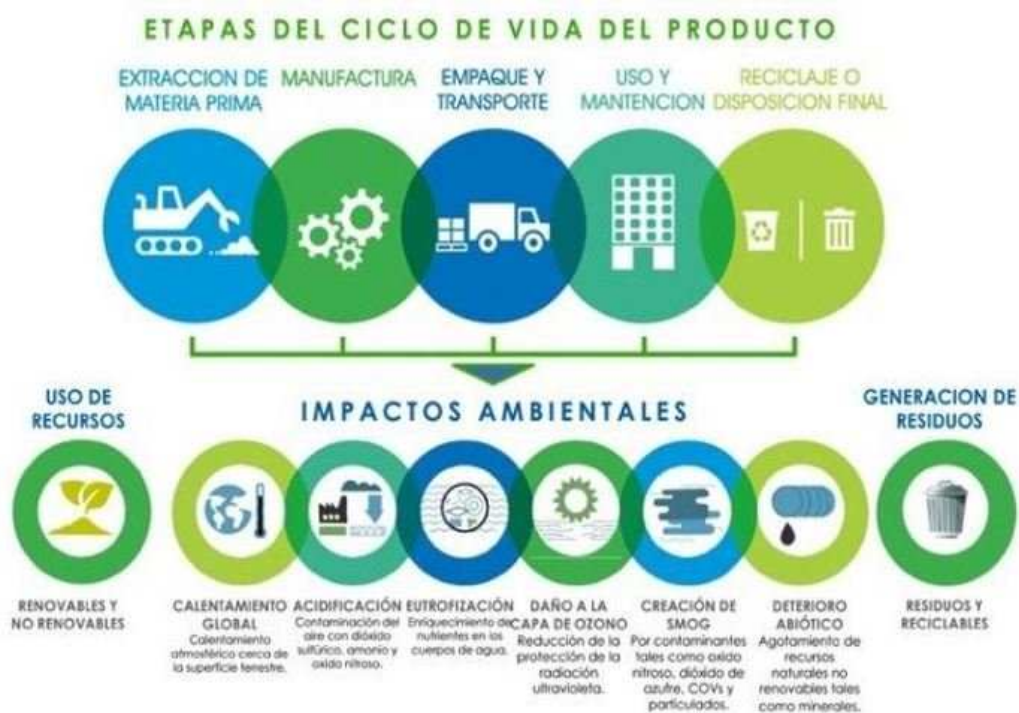 ETAPAS DEL CICLO DE VIDA DEL PRODUCTO
EXTRACCION DE
MATERIA PRIMA
MANUFACTURA
EMPAQUE Y
TRANSPORTE
USO Y
MANTENCION
RECICLAJE O
DISPOSICION FINAL
USO DE
RECURSOS
IMPACTOS AMBIENTALES
GENERACION DE
RESIDUOS
RENOVABLES Y
NO RENOVABLES
CALENTAMIENTO
GLOBAL
Calentamiento
atmosférico cerca de
la superficie terrestre.
ACIDIFICACIÓN
Contaminación del
aire con dióxido
sulfúrico, amonio y
oxido nitroso.
EUTROFIZACIÓN
Enriquecimiento de
nutrientes en los
cuerpos de agua.
DAÑO A LA
CAPA DE OZONO
Reducción de la
protección de la
radiación
ultravioleta.
CREACIÓN DE
SMOG
Por contaminantes
tales como oxido
nitroso, dióxido de
azufre, COVs y
particulados.
DETERIORO
ABIÓTICO
Agotamiento de
recursos
naturales no
renovables tales
como minerales.
RESIDUOS Y
RECICLABLES